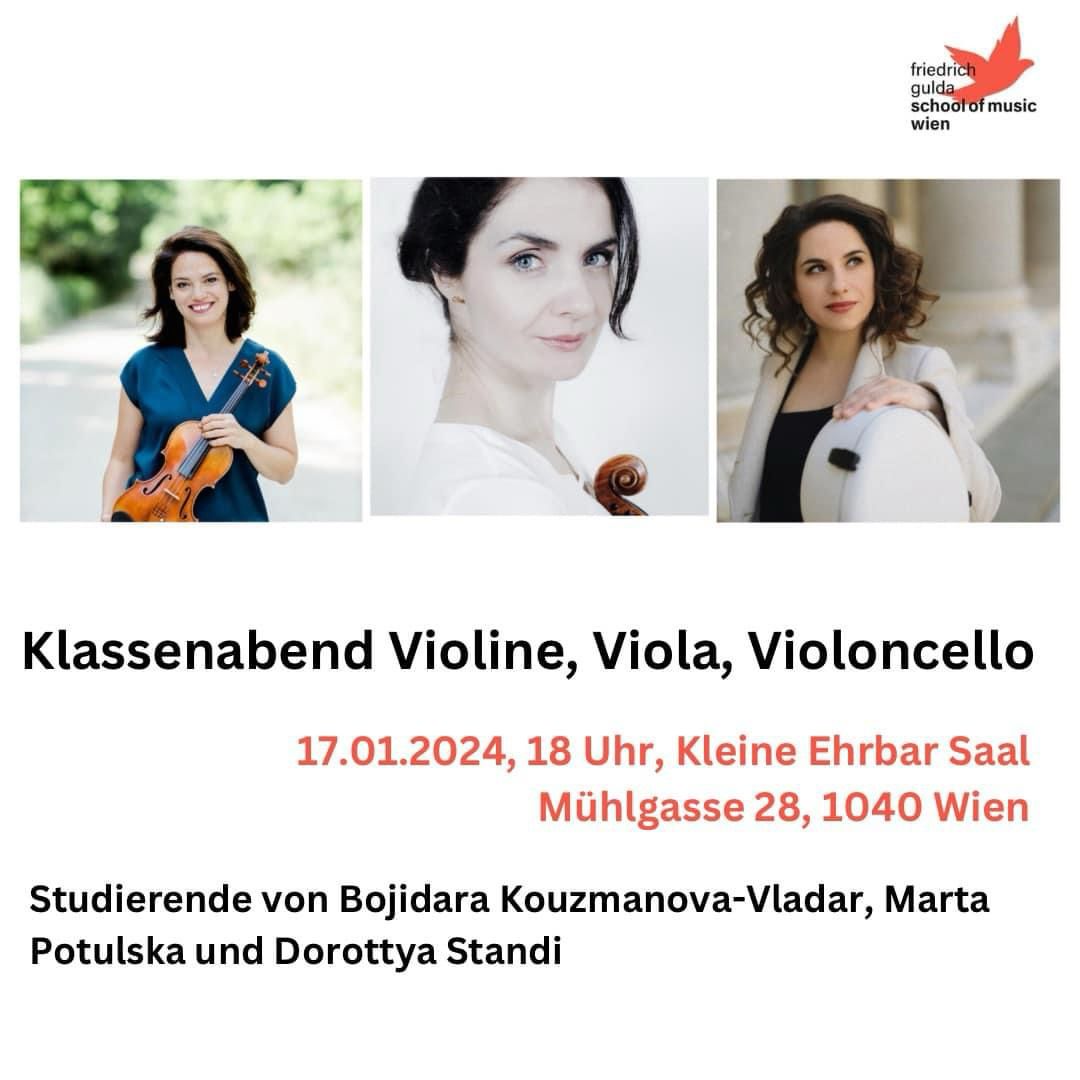 friedrich
gulda
school of music
wien
Klassenabend Violine, Viola, Violoncello
17.01.2024, 18 Uhr, Kleine Ehrbar Saal
Mühlgasse 28, 1040 Wien
Studierende von Bojidara Kouzmanova-Vladar, Marta
Potulska und Dorottya Standi